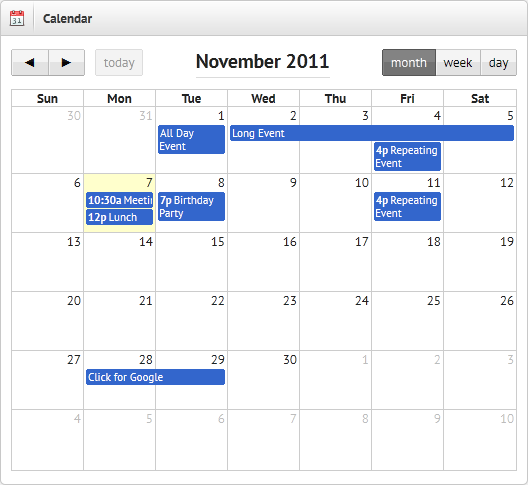 31 Calendar
◀ ▶ today November 2011 month week day
Sun Mon Tue Wed Thu Fri Sat
30 31 1 2 3 4 5
All Day Event
Long Event
4p Repeating Event
6 7 8 9 10 11 12
10:30a Meetin
12p Lunch
7p Birthday Party
4p Repeating Event
13 14 15 16 17 18 19
20 21 22 23 24 25 26
27 28 29 30 1 2 3
Click for Google
4 5 6 7 8 9 10